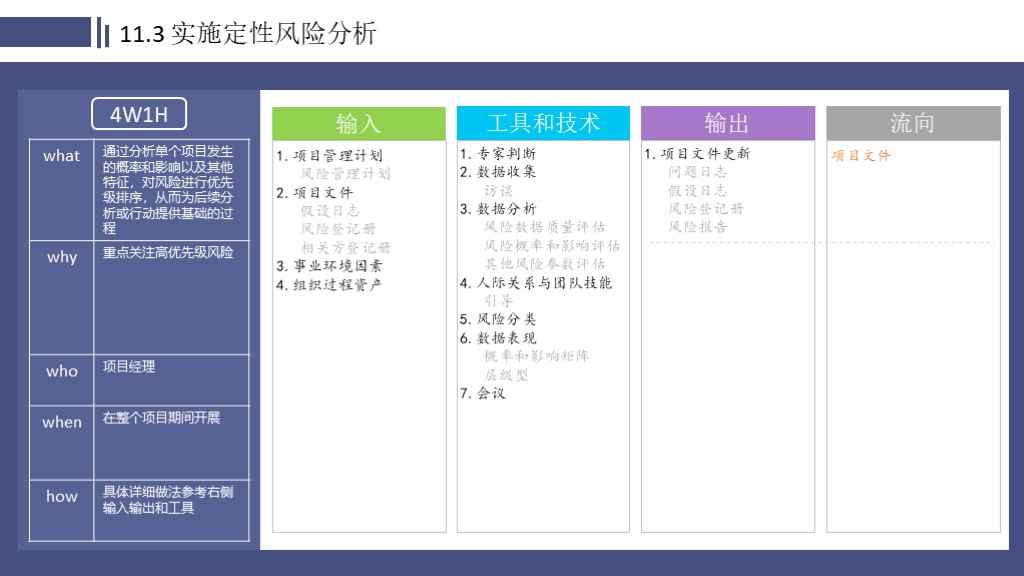 11.3 实施定性风险分析
4W1H
what
通过分析单个项目发生
的概率和影响以及其他
特征，对风险进行优先
级排序，从而为后续分
析或行动提供基础的过
程
why
重点关注高优先级风险
who
项目经理
when
在整个项目期间开展
how
具体详细做法参考右侧
输入输出和工具
输入
1. 项目管理计划
风险管理计划
2. 项目文件
假设日志
风险登记册
相关方登记册
3. 事业环境因素
4. 组织过程资产
工具和技术
1. 专家判断
2. 数据收集
访谈
3. 数据分析
风险数据质量评估
风险概率和影响评估
其他风险参数评估
4. 人际关系与团队技能
引导
5. 风险分类
6. 数据表现
概率和影响矩阵
层级型
7. 会议
输出
1. 项目文件更新
问题日志
假设日志
风险登记册
风险报告
流向
项目文件